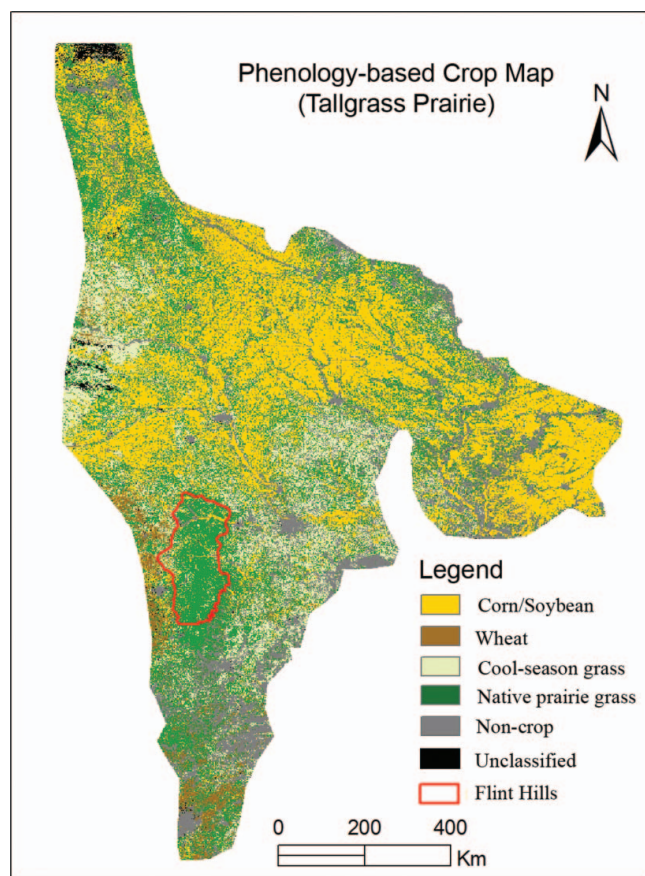 Phenology-based Crop Map
(Tallgrass Prairie)
N
Legend
Corn/Soybean
Wheat
Cool-season grass
Native prairie grass
Non-crop
Unclassified
Flint Hills
0 200 400
Km